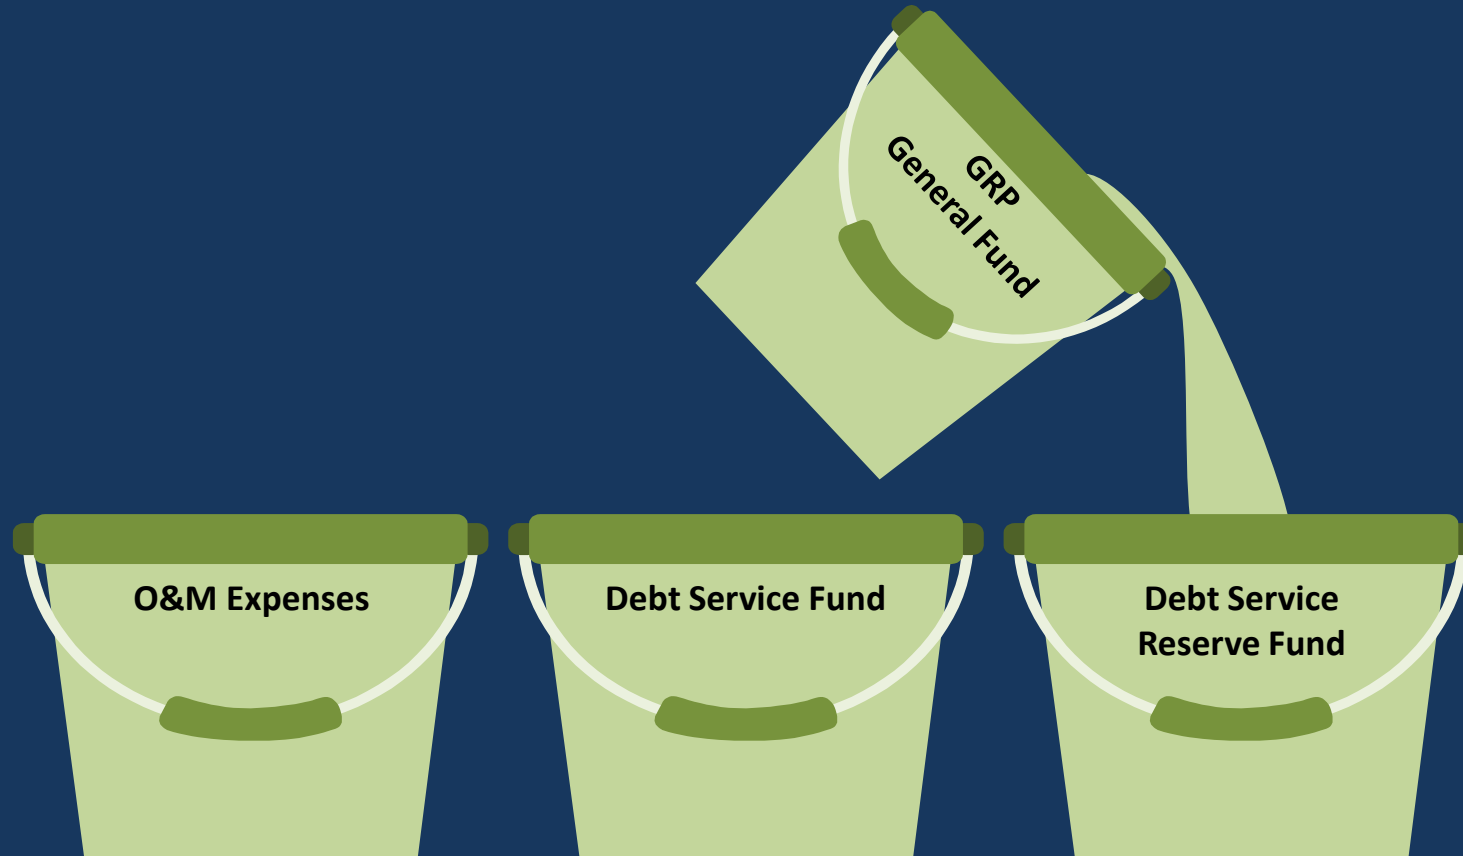 GRP
General Fund
O&M Expenses
Debt Service Fund
Debt Service
Reserve Fund